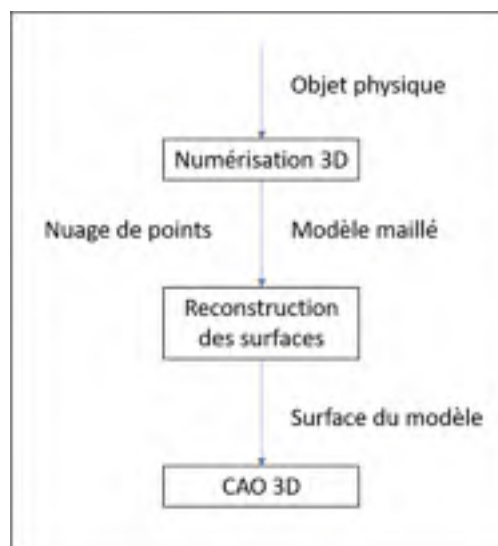 Objet physique
Numérisation 3D
Nuage de points
Modèle maillé
Reconstruction
des surfaces
Surface du modèle
CAO 3D